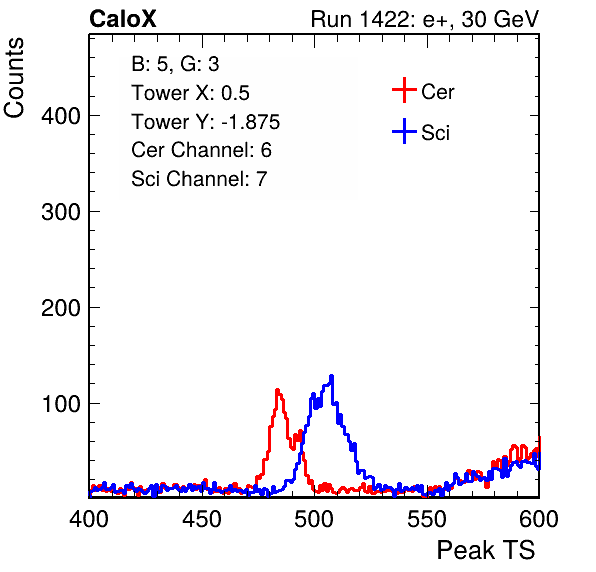 CaloX Run 1422: e+, 30 GeV
Counts
B: 5, G: 3
Tower X: 0.5
Tower Y: -1.875
Cer Channel: 6
Sci Channel: 7
Cer
Sci
400
300
200
100
400 450 500 550 600
Peak TS